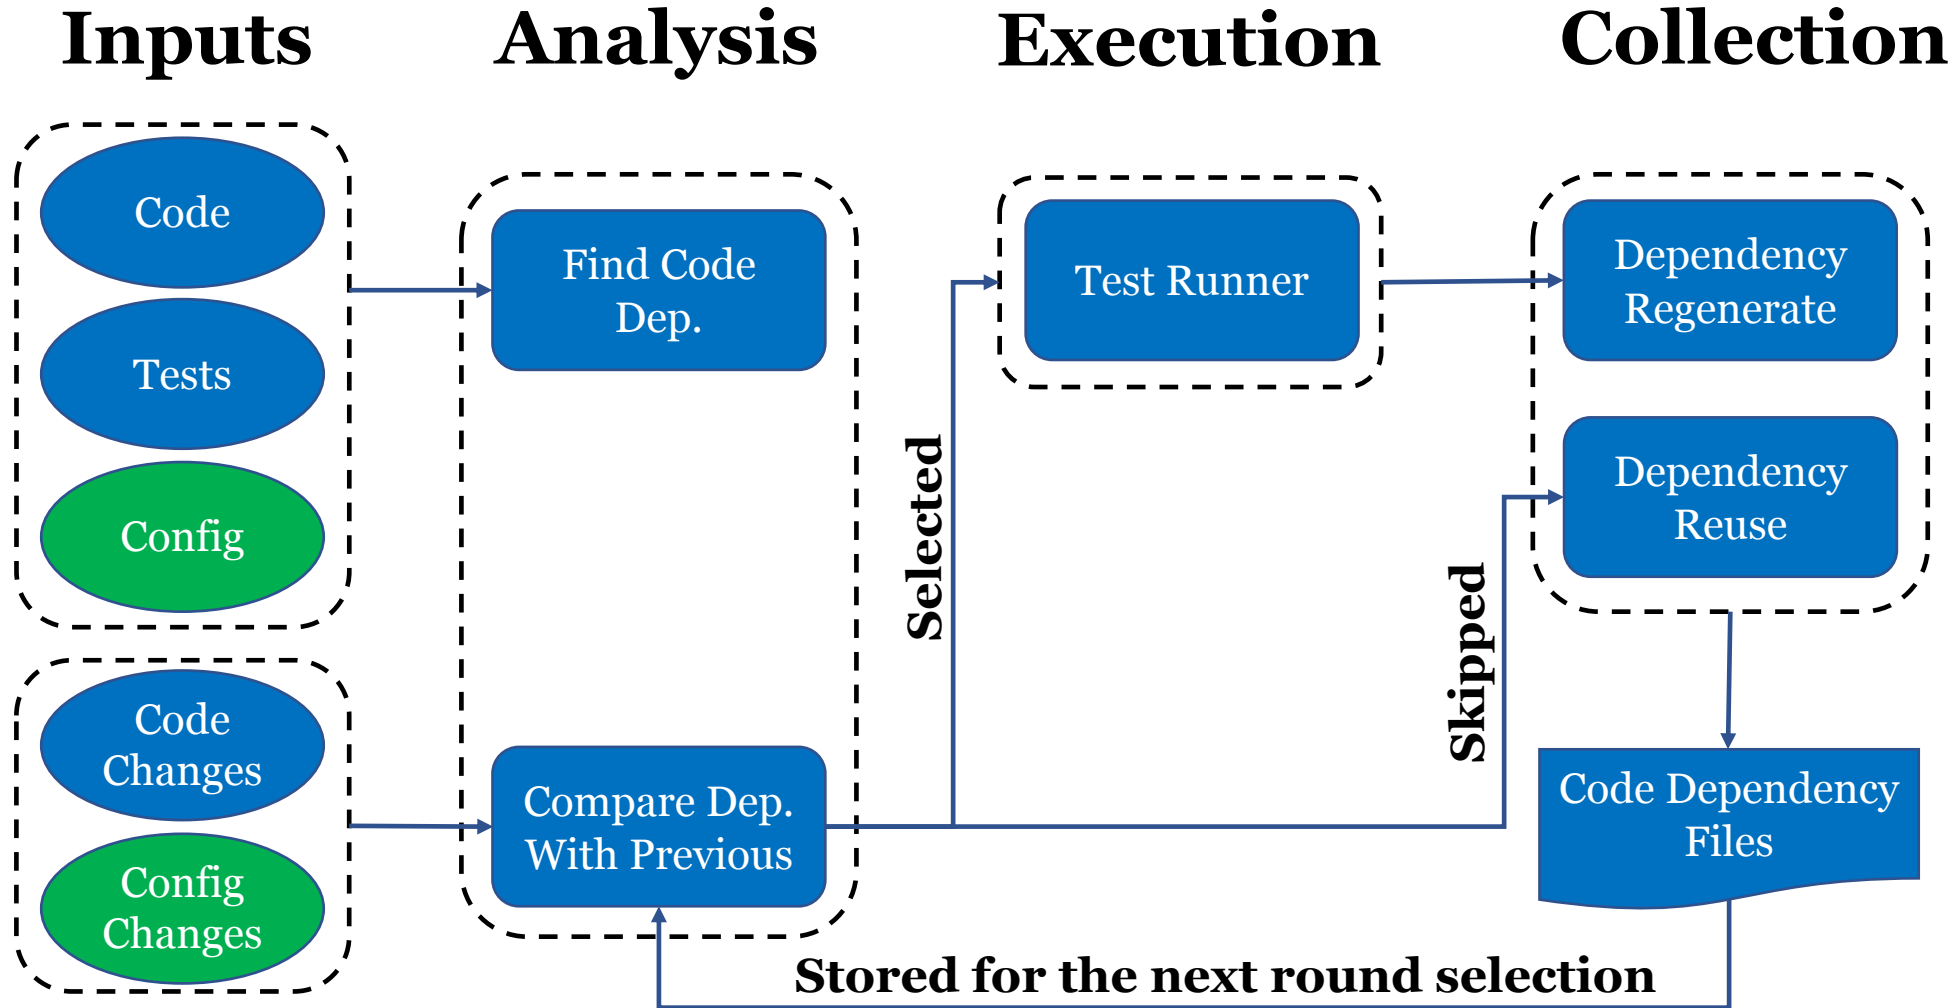 Inputs
Analysis
Execution
Collection
Code
Tests
Config
Code
Changes
Config
Changes
Find Code
Dep.
Compare Dep.
With Previous
Selected
Test Runner
Skipped
Dependency
Regenerate
Dependency
Reuse
Code Dependency
Files
Stored for the next round selection